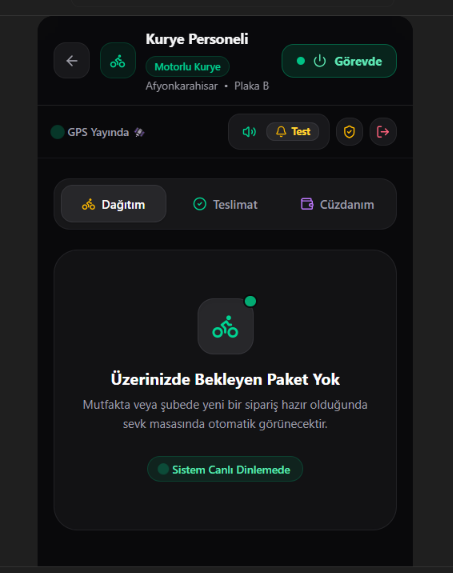 Kurye Personeli
Motorlu Kurye
Afyonkarahisar • Plaka B
Görevde
GPS Yayında 🛰️
Test
Dağıtım
Teslimat
Cüzdanım
Üzerinizde Bekleyen Paket Yok
Mutfakta veya şubede yeni bir sipariş hazır olduğunda
sevk masasında otomatik görünecektir.
Sistem Canlı Dinlemede